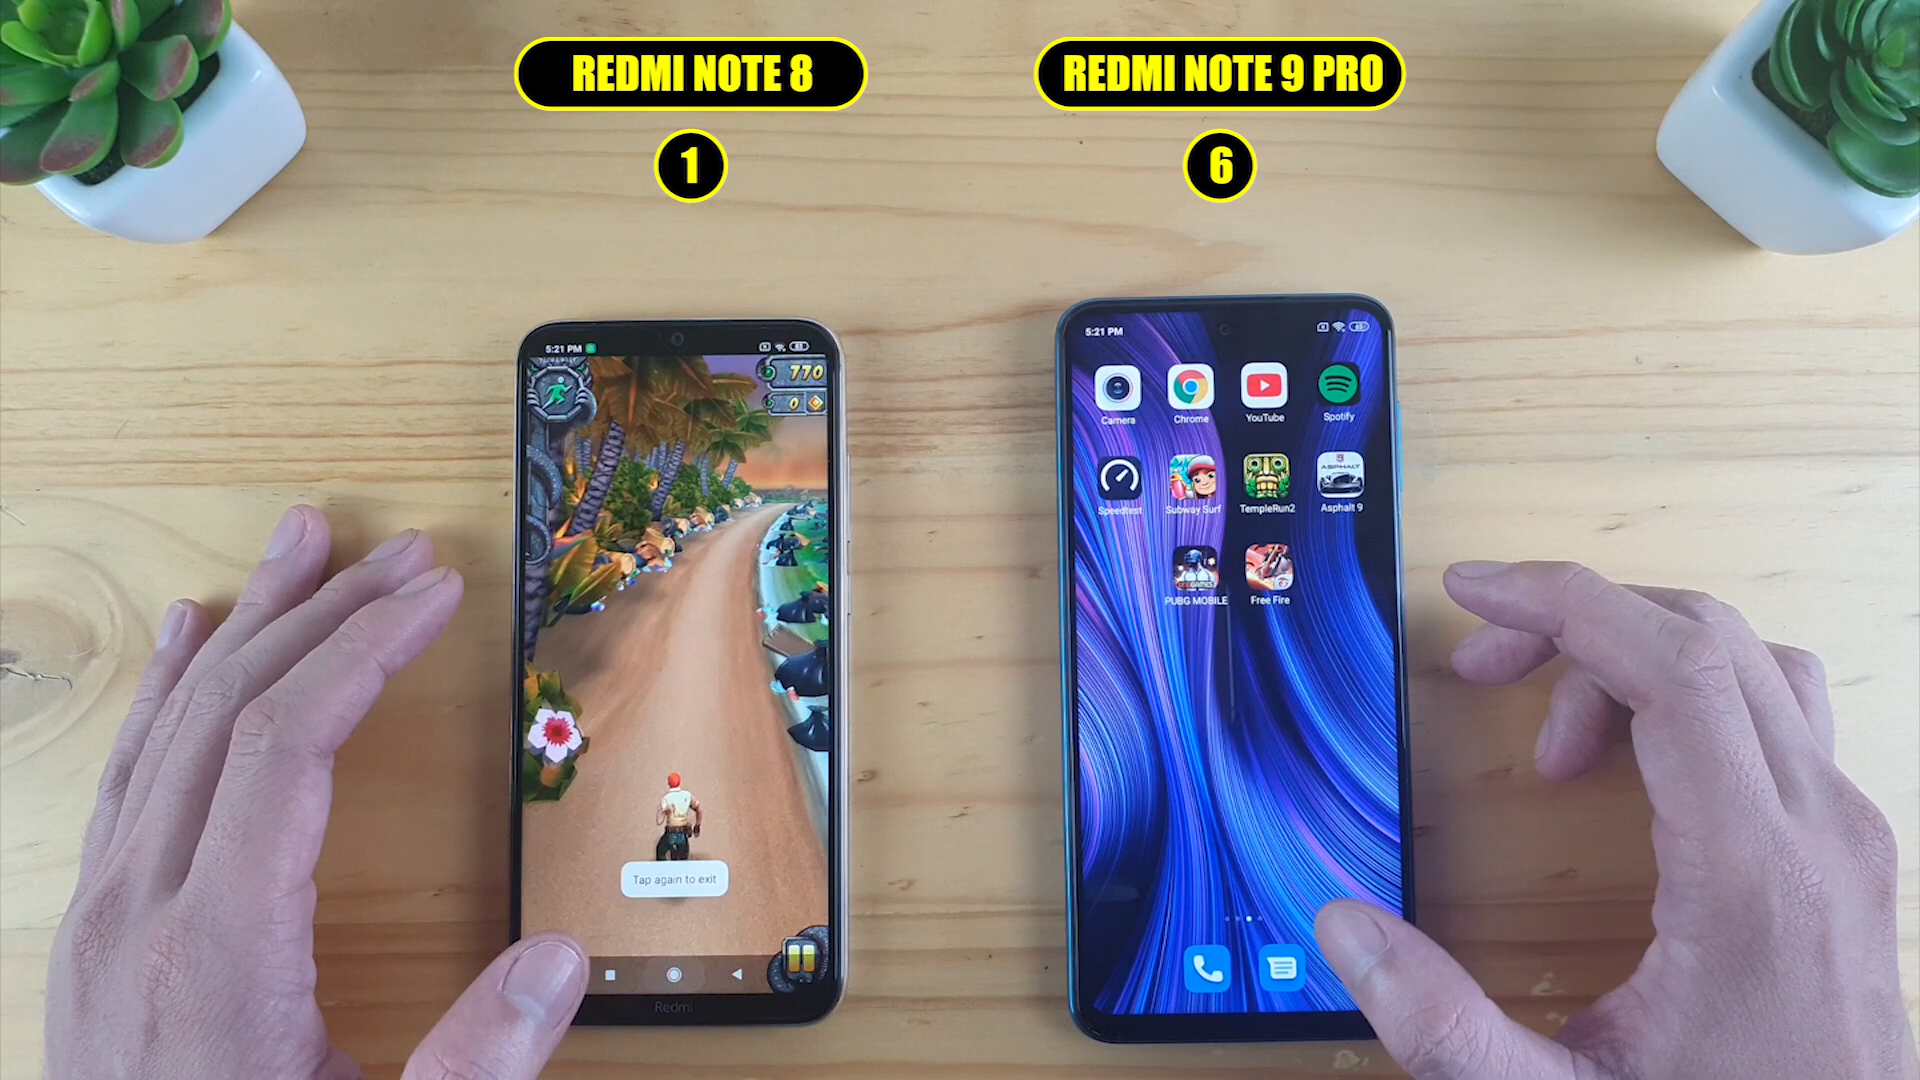 REDMI NOTE 8
REDMI NOTE 9 PRO
1
6
5:21 PM
770
0
Tap again to exit
Redmi
5:21 PM
Camera
Chrome
YouTube
Spotify
Speedtest
Subway Surf
TempleRun2
ASPHALT
Asphalt 9
PUBG MOBILE
Free Fire